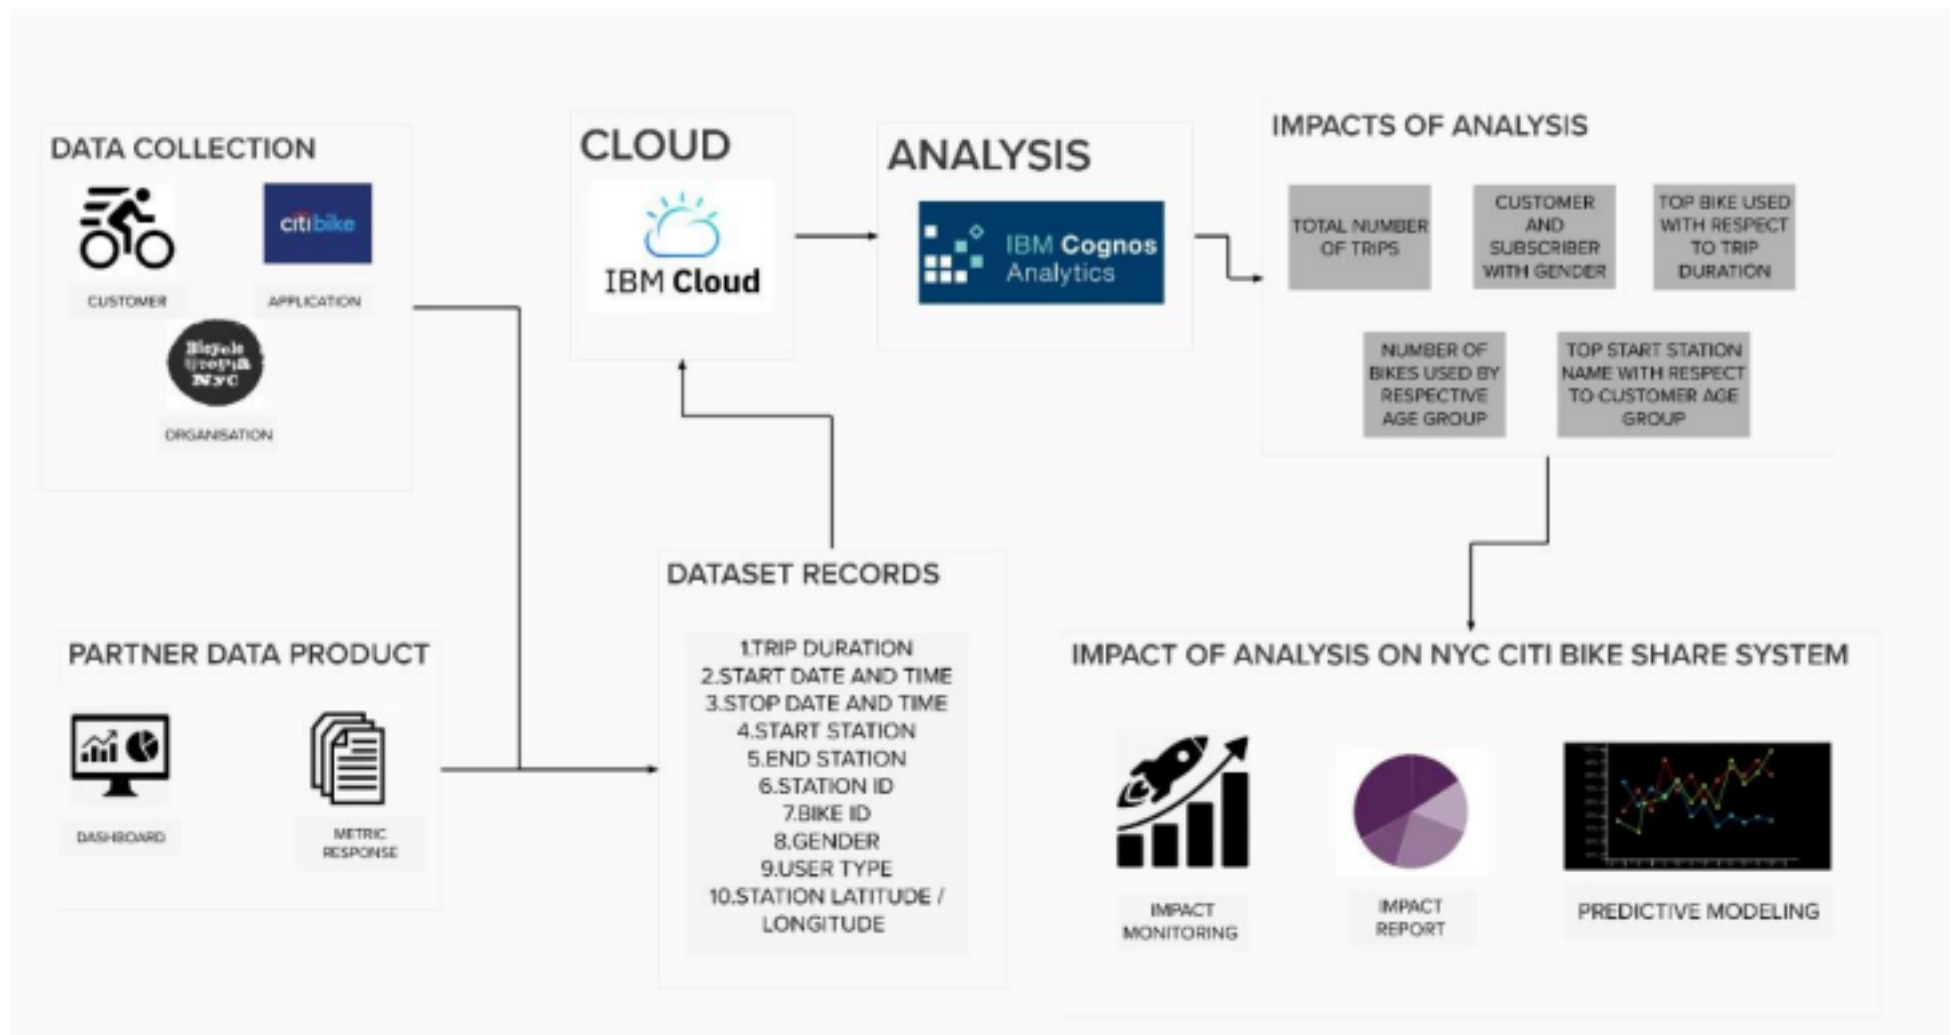 DATA COLLECTION
citi bike
CUSTOMER
APPLICATION
Bicycle
NYC
ORGANISATION
CLOUD
IBM Cloud
ANALYSIS
IBM Cognos
Analytics
IMPACTS OF ANALYSIS
TOTAL NUMBER
OF TRIPS
CUSTOMER
AND
SUBSCRIBER
WITH GENDER
TOP BIKE USED
WITH RESPECT
TO TRIP
DURATION
NUMBER OF
BIKES USED BY
RESPECTIVE
AGE GROUP
TOP START STATION
NAME WITH RESPECT
TO CUSTOMER AGE
GROUP
PARTNER DATA PRODUCT
DASHBOARD
METRIC
RESPONSE
DATASET RECORDS
1.TRIP DURATION
2.START DATE AND TIME
3.STOP DATE AND TIME
4.START STATION
5.END STATION
6.STATION ID
7.BIKE ID
8.GENDER
9.USER TYPE
10.STATION LATITUDE /
LONGITUDE
IMPACT OF ANALYSIS ON NYC CITI BIKE SHARE SYSTEM
IMPACT
MONITORING
IMPACT
REPORT
PREDICTIVE MODELING